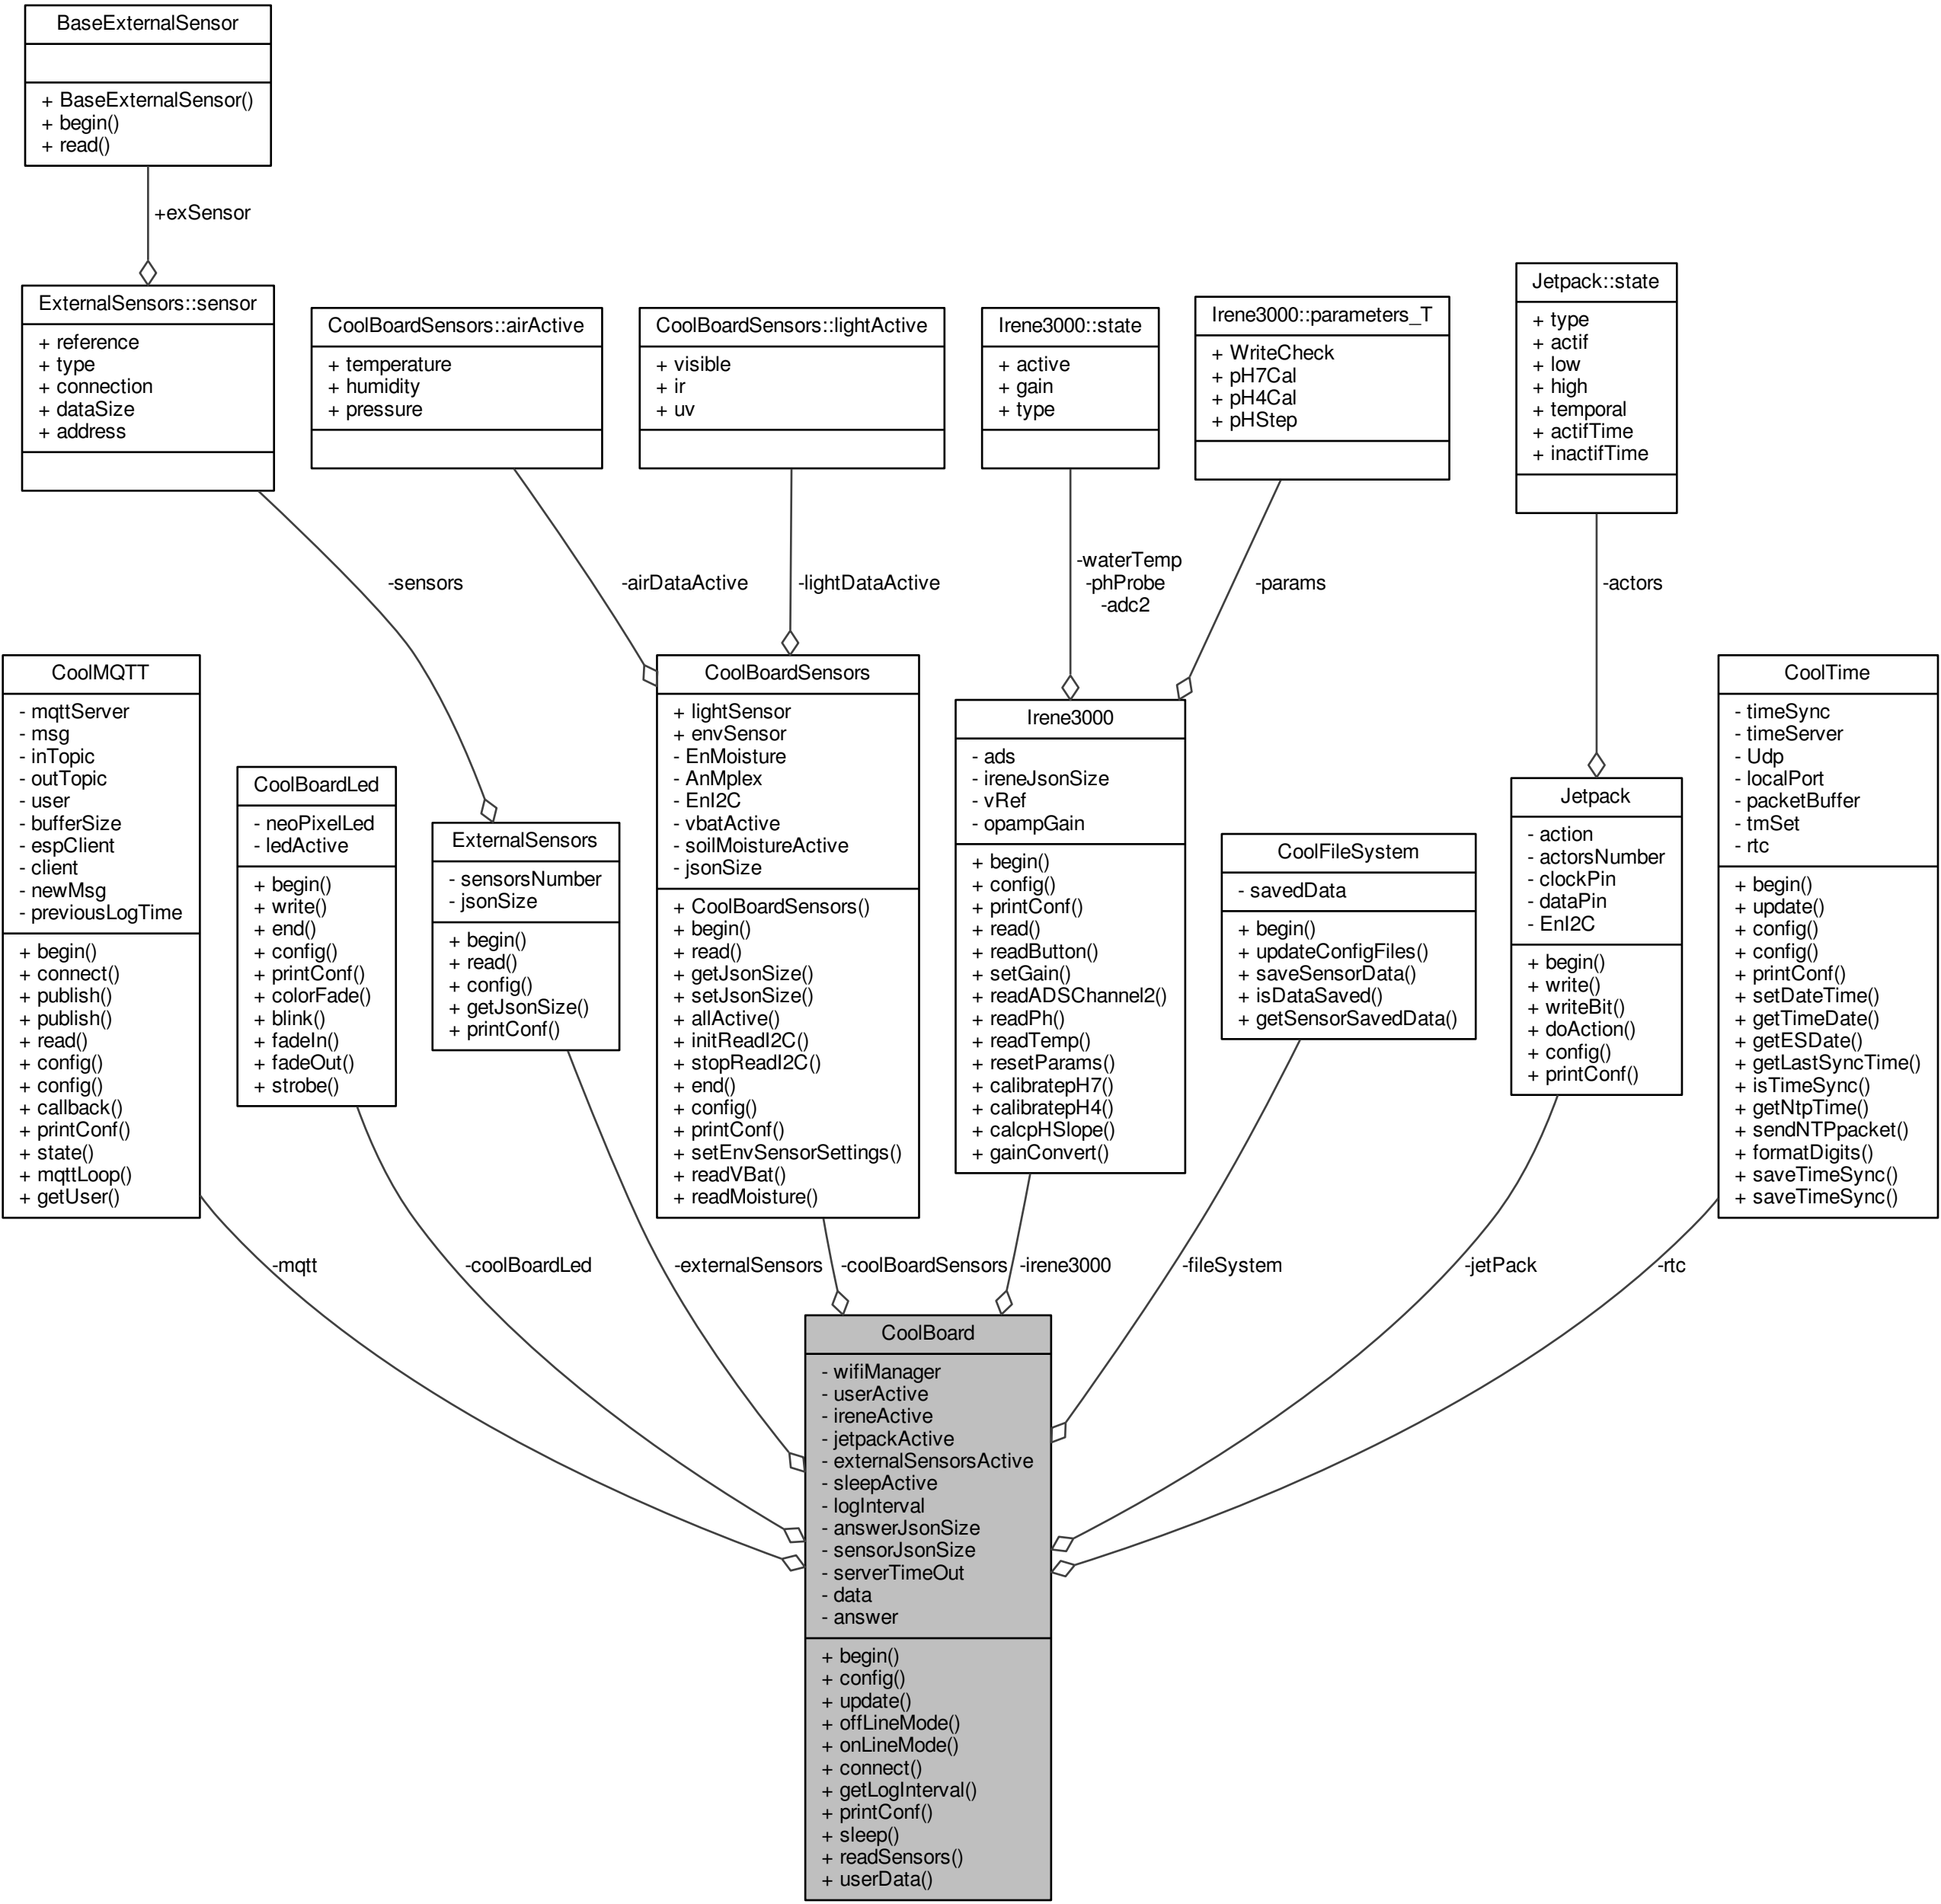 BaseExternalSensor
+ BaseExternalSensor()
+ begin()
+ read()
+exSensor
ExternalSensors::sensor
+ reference
+ type
+ connection
+ dataSize
+ address
CoolBoardSensors::airActive
+ temperature
+ humidity
+ pressure
CoolBoardSensors::lightActive
+ visible
+ ir
+ uv
Irene3000::state
+ active
+ gain
+ type
Irene3000::parameters_T
+ WriteCheck
+ pH7Cal
+ pH4Cal
+ pHStep
Jetpack::state
+ type
+ actif
+ low
+ high
+ temporal
+ actifTime
+ inactifTime
-sensors
-airDataActive
-lightDataActive
-waterTemp
-phProbe
-adc2
-params
-actors
CoolMQTT
- mqttServer
- msg
- inTopic
- outTopic
- user
- bufferSize
- espClient
- client
- newMsg
- previousLogTime
+ begin()
+ connect()
+ publish()
+ publish()
+ read()
+ config()
+ config()
+ callback()
+ printConf()
+ state()
+ mqttLoop()
+ getUser()
CoolBoardLed
- neoPixelLed
- ledActive
+ begin()
+ write()
+ end()
+ config()
+ printConf()
+ colorFade()
+ blink()
+ fadeIn()
+ fadeOut()
+ strobe()
ExternalSensors
- sensorsNumber
- jsonSize
+ begin()
+ read()
+ config()
+ getJsonSize()
+ printConf()
CoolBoardSensors
+ lightSensor
+ envSensor
- EnMoisture
- AnMplex
- EnI2C
- vbatActive
- soilMoistureActive
- jsonSize
+ CoolBoardSensors()
+ begin()
+ read()
+ getJsonSize()
+ setJsonSize()
+ allActive()
+ initReadI2C()
+ stopReadI2C()
+ end()
+ config()
+ printConf()
+ setEnvSensorSettings()
+ readVBat()
+ readMoisture()
Irene3000
- ads
- ireneJsonSize
- vRef
- opampGain
+ begin()
+ config()
+ printConf()
+ read()
+ readButton()
+ setGain()
+ readADSChannel2()
+ readPh()
+ readTemp()
+ resetParams()
+ calibratepH7()
+ calibratepH4()
+ calcpHSlope()
+ gainConvert()
CoolFileSystem
- savedData
+ begin()
+ updateConfigFiles()
+ saveSensorData()
+ isDataSaved()
+ getSensorSavedData()
Jetpack
- action
- actorsNumber
- clockPin
- dataPin
- EnI2C
+ begin()
+ write()
+ writeBit()
+ doAction()
+ config()
+ printConf()
CoolTime
- timeSync
- timeServer
- Udp
- localPort
- packetBuffer
- tmSet
- rtc
+ begin()
+ update()
+ config()
+ config()
+ printConf()
+ setDateTime()
+ getTimeDate()
+ getESDate()
+ getLastSyncTime()
+ isTimeSync()
+ getNtpTime()
+ sendNTPpacket()
+ formatDigits()
+ saveTimeSync()
+ saveTimeSync()
-mqtt
-coolBoardLed
-externalSensors
-coolBoardSensors
-irene3000
-fileSystem
-jetPack
-rtc
CoolBoard
- wifiManager
- userActive
- ireneActive
- jetpackActive
- externalSensorsActive
- sleepActive
- logInterval
- answerJsonSize
- sensorJsonSize
- serverTimeOut
- data
- answer
+ begin()
+ config()
+ update()
+ offLineMode()
+ onLineMode()
+ connect()
+ getLogInterval()
+ printConf()
+ sleep()
+ readSensors()
+ userData()